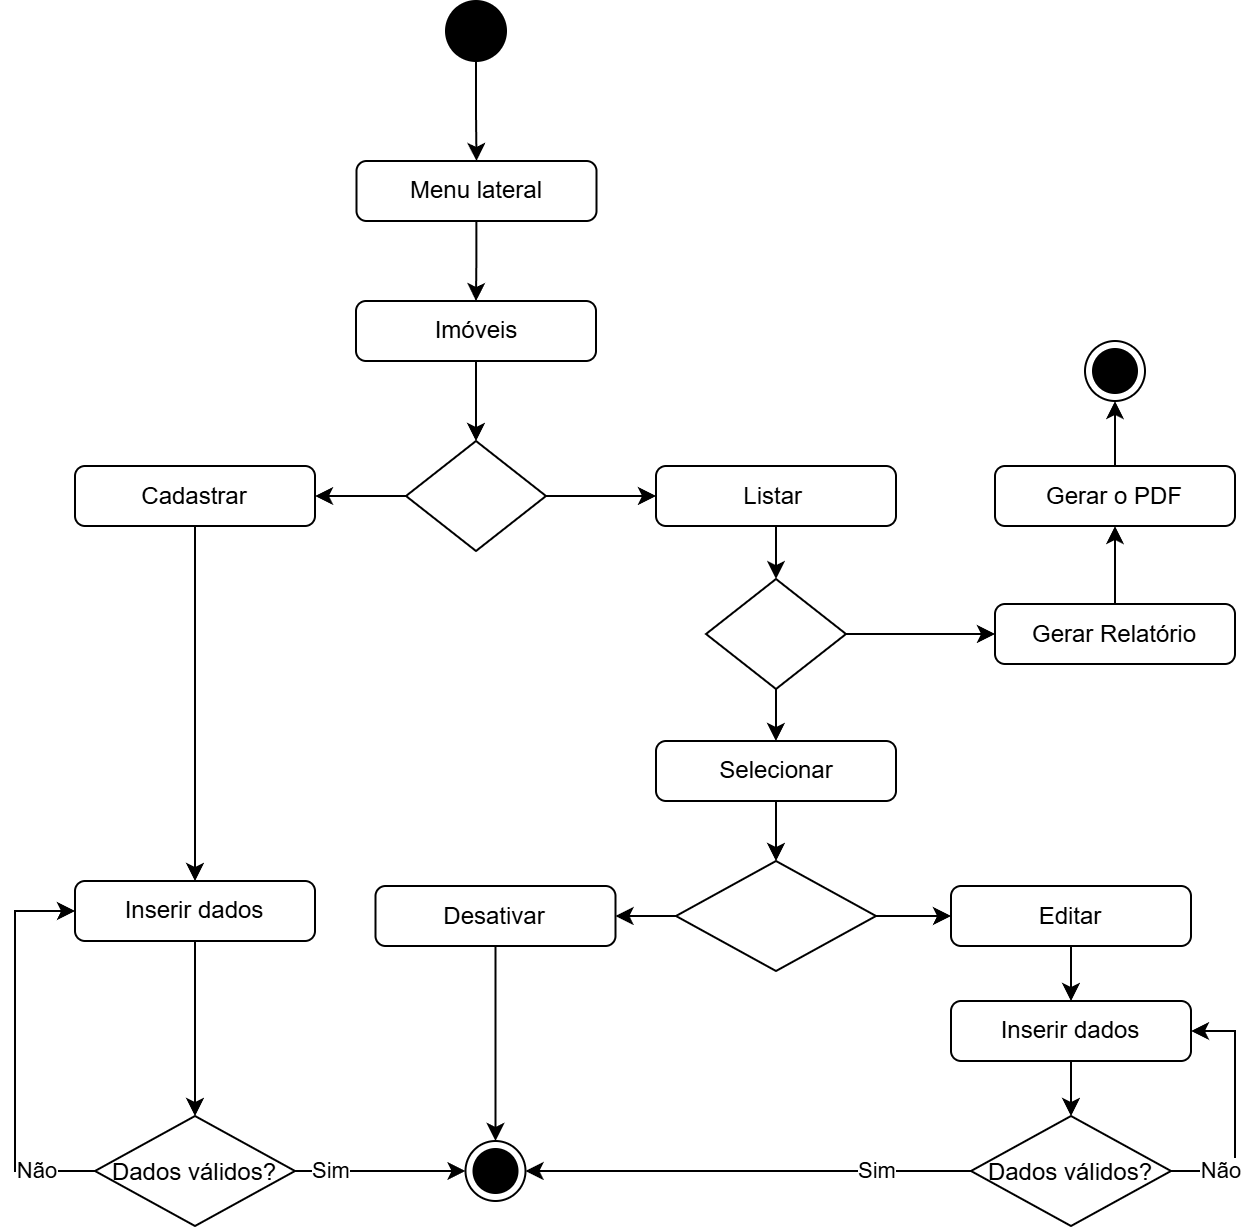 Menu lateral
Imóveis
Cadastrar
Listar
Gerar o PDF
Gerar Relatório
Selecionar
Inserir dados
Desativar
Editar
Inserir dados
Não
Dados válidos?
Sim
Sim
Dados válidos?
Não